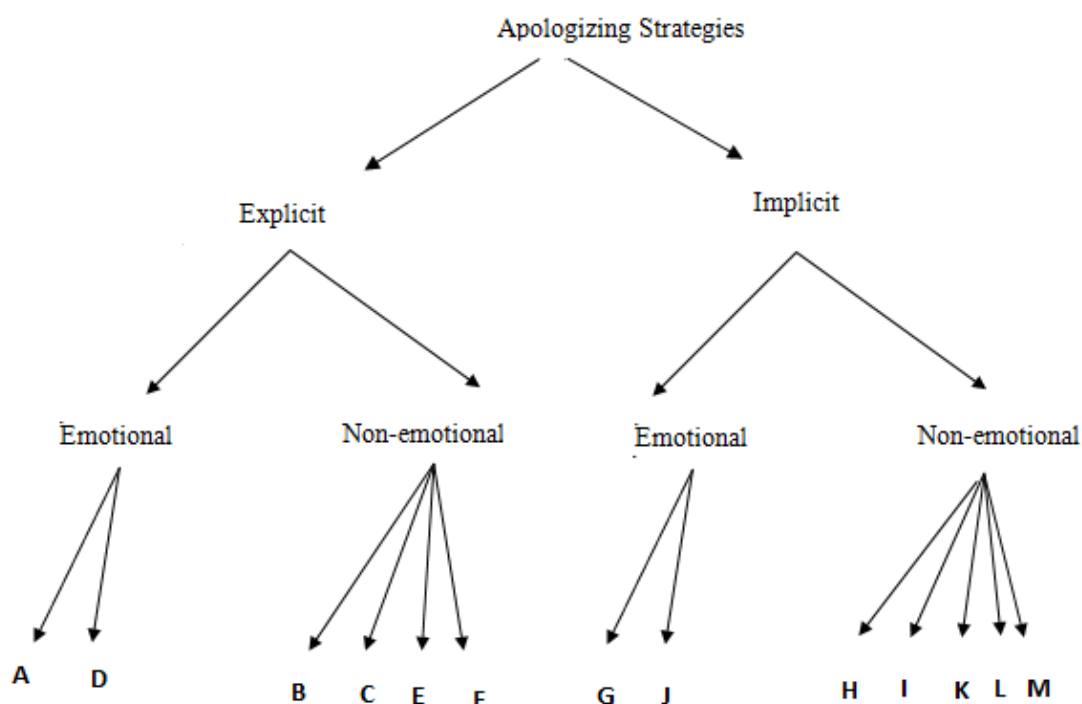 Apologizing Strategies
Explicit
Implicit
Emotional
Non-emotional
Emotional
Non-emotional
A
D
B
C
E
F
G
J
H
I
K
L
M